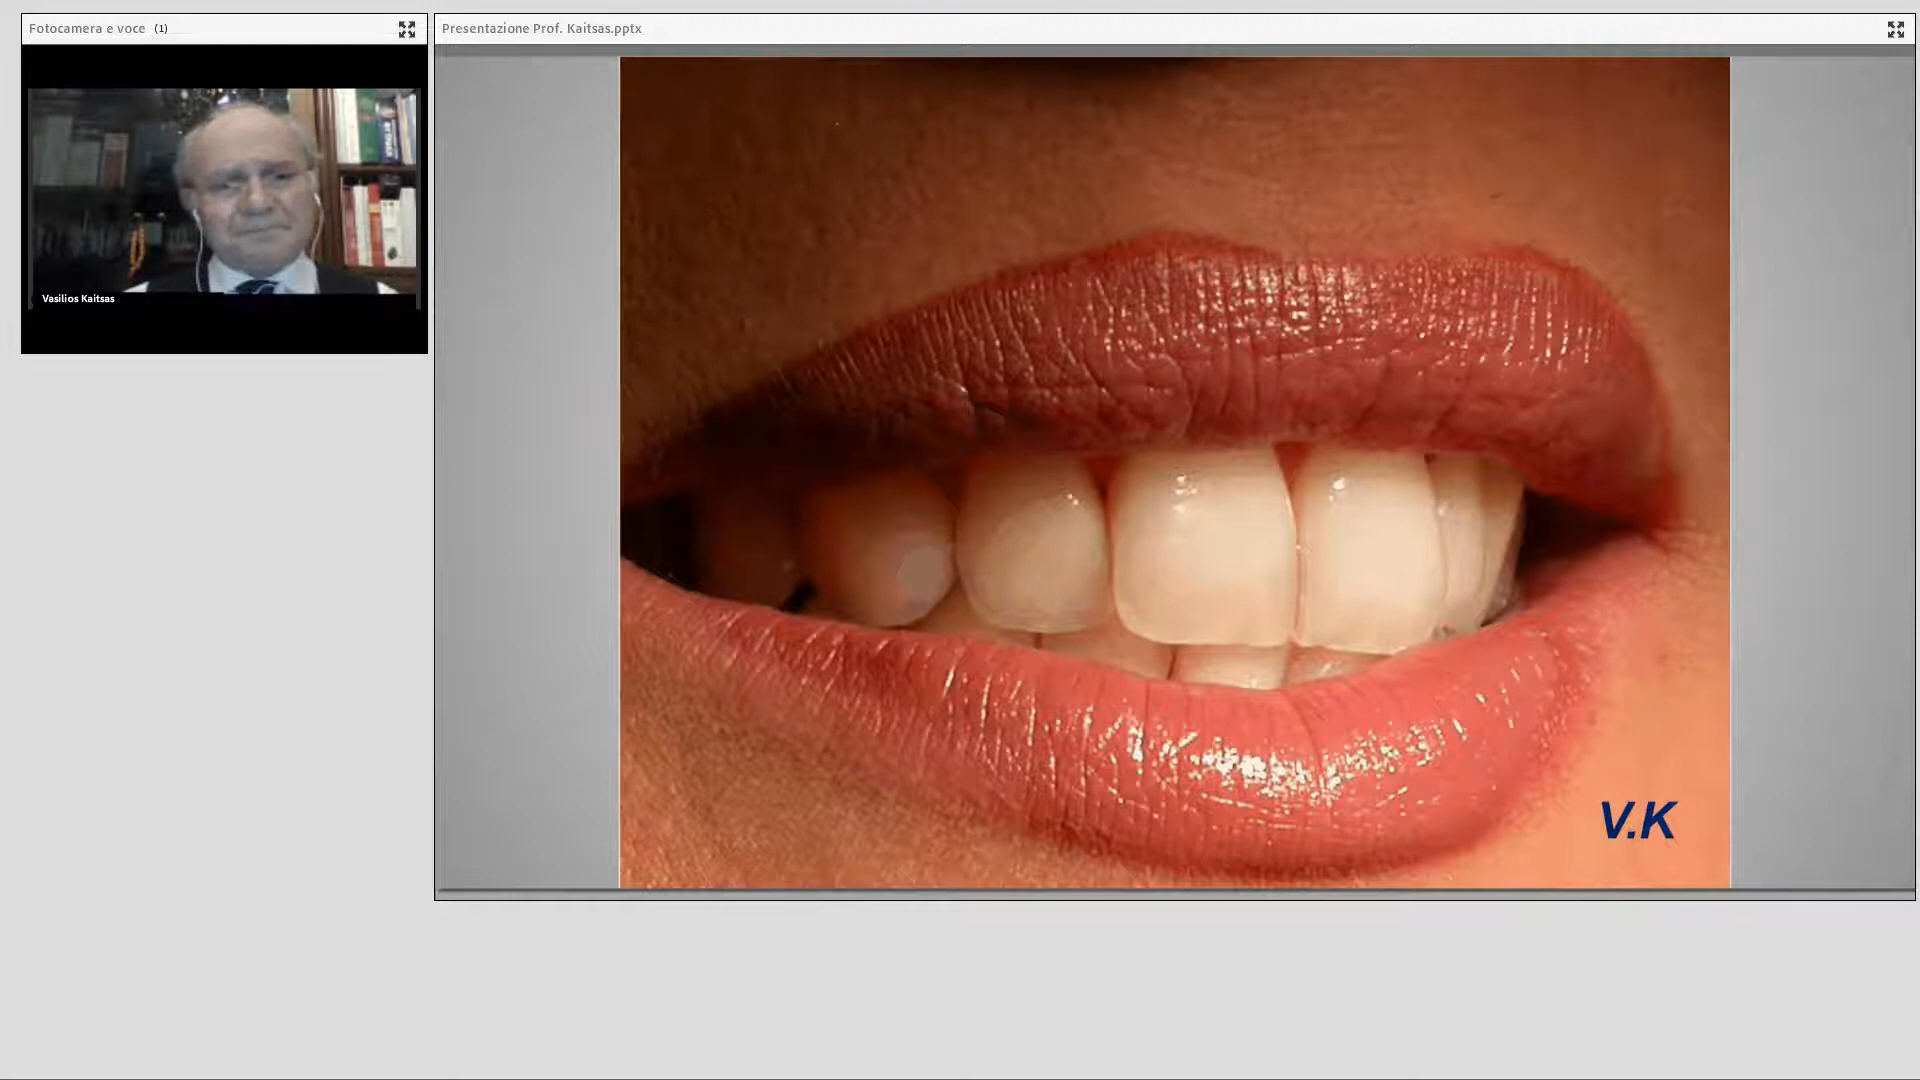 Fotocamera e voce (1)
Presentazione Prof. Kaitsas.pptx
Vasilios Kaitsas
V.K